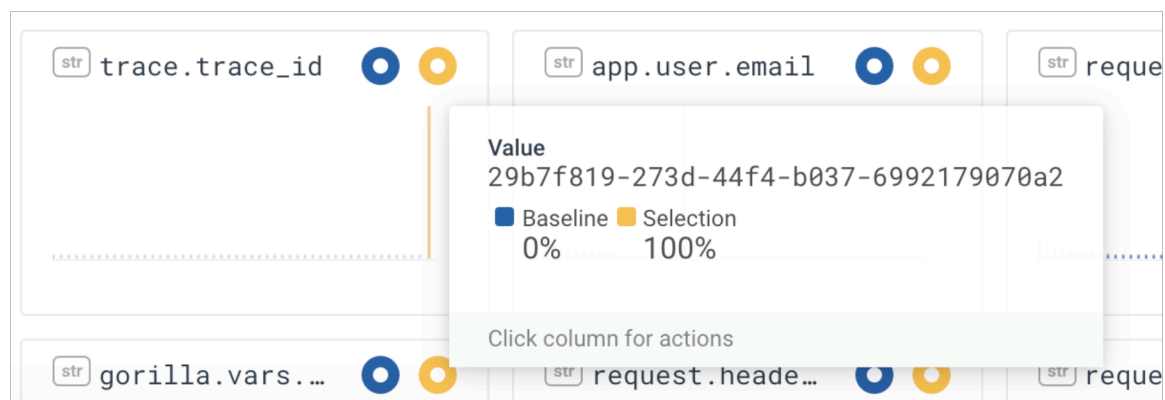 str trace.trace_id
str app.user.email
str reque
Value
29b7f819-273d-44f4-b037-6992179070a2
Baseline Selection
0% 100%
Click column for actions
str gorilla.vars.…
str request.heade…
str reque